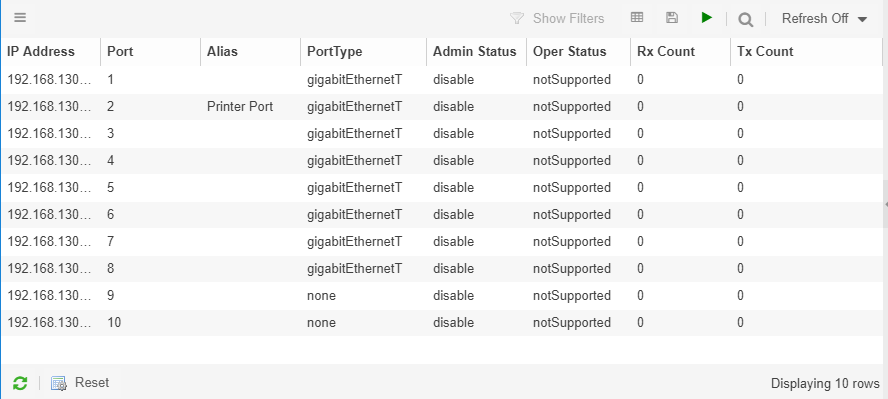 Show Filters Refresh Off
IP Address Port Alias PortType Admin Status Oper Status Rx Count Tx Count
192.168.130... 1 gigabitEthernetT disable notSupported 0 0
192.168.130... 2 Printer Port gigabitEthernetT disable notSupported 0 0
192.168.130... 3 gigabitEthernetT disable notSupported 0 0
192.168.130... 4 gigabitEthernetT disable notSupported 0 0
192.168.130... 5 gigabitEthernetT disable notSupported 0 0
192.168.130... 6 gigabitEthernetT disable notSupported 0 0
192.168.130... 7 gigabitEthernetT disable notSupported 0 0
192.168.130... 8 gigabitEthernetT disable notSupported 0 0
192.168.130... 9 none disable notSupported 0 0
192.168.130... 10 none disable notSupported 0 0
Reset Displaying 10 rows